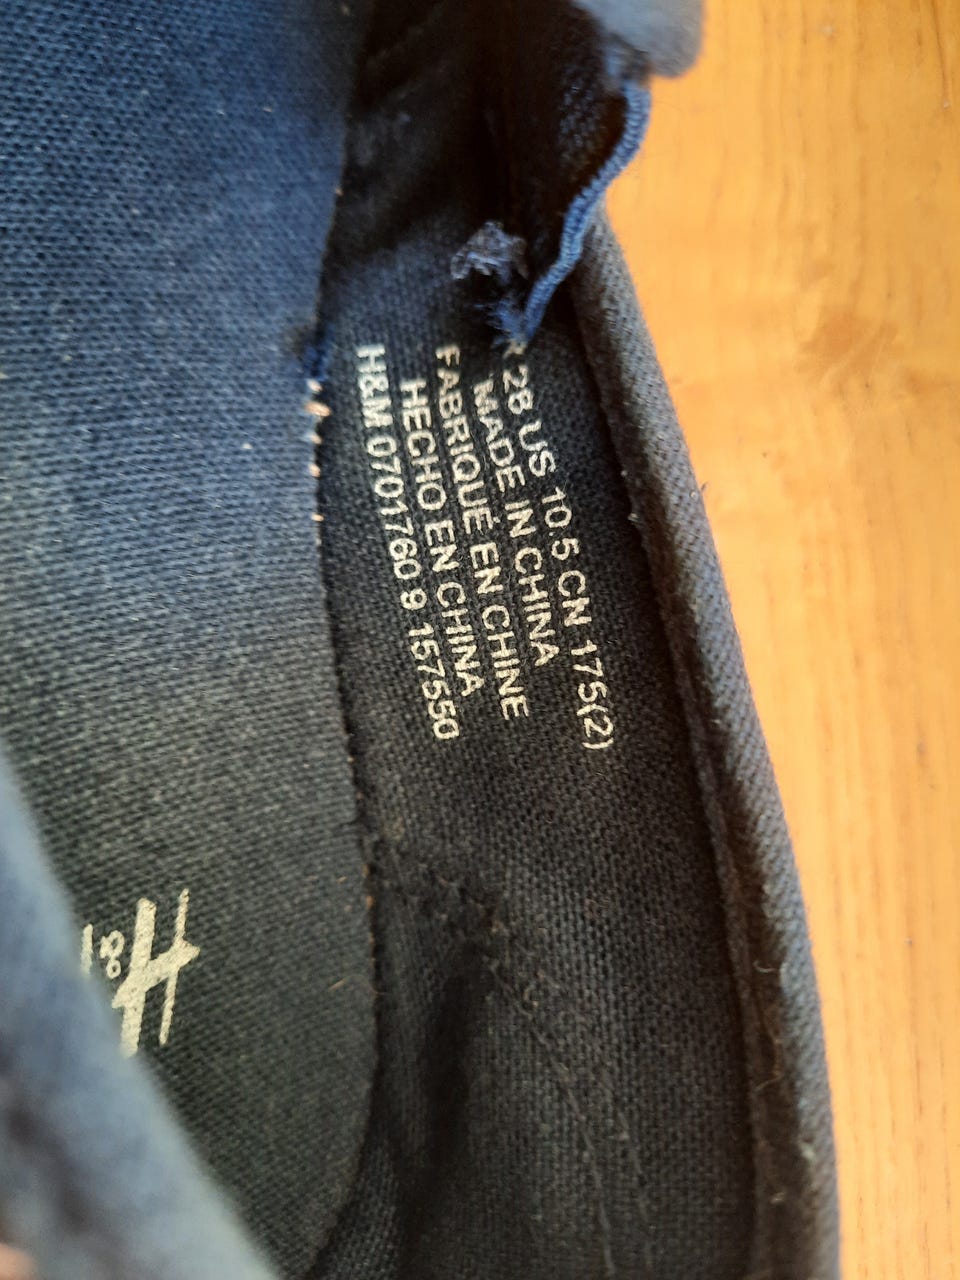 28 US 10.5 CN 175(2)
MADE IN CHINA
FABRIQUÉ EN CHINE
HECHO EN CHINA
H&M 0701760 9 157550
H&